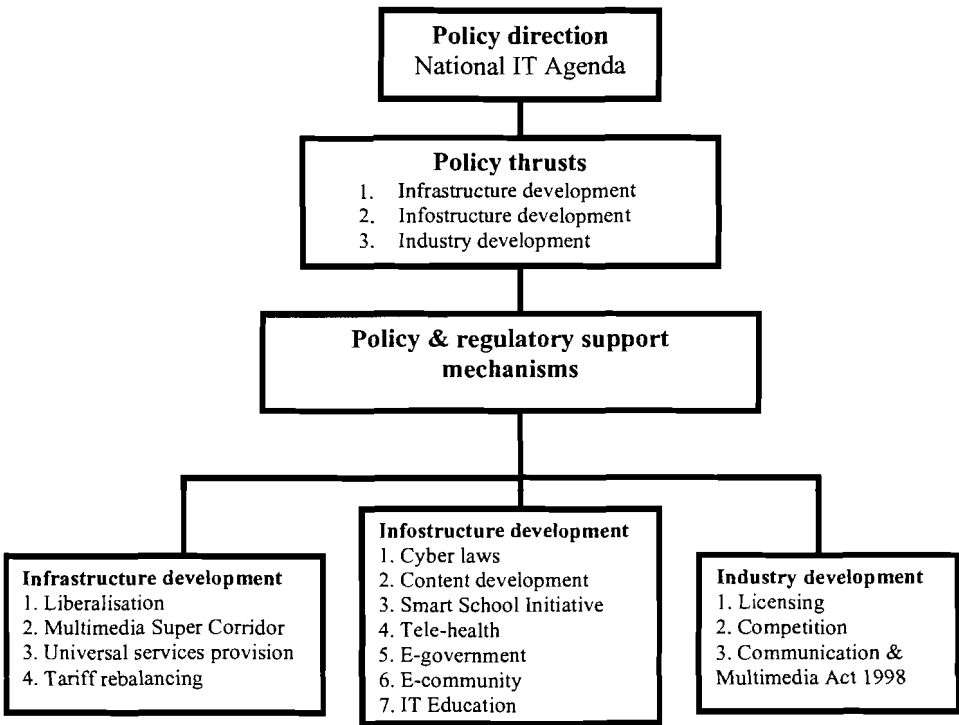 Policy direction
National IT Agenda
Policy thrusts
1. Infrastructure development
2. Infostructure development
3. Industry development
Policy & regulatory support
mechanisms
Infrastructure development
1. Liberalisation
2. Multimedia Super Corridor
3. Universal services provision
4. Tariff rebalancing
Infostructure development
1. Cyber laws
2. Content development
3. Smart School Initiative
4. Tele-health
5. E-government
6. E-community
7. IT Education
Industry development
1. Licensing
2. Competition
3. Communication &
Multimedia Act 1998